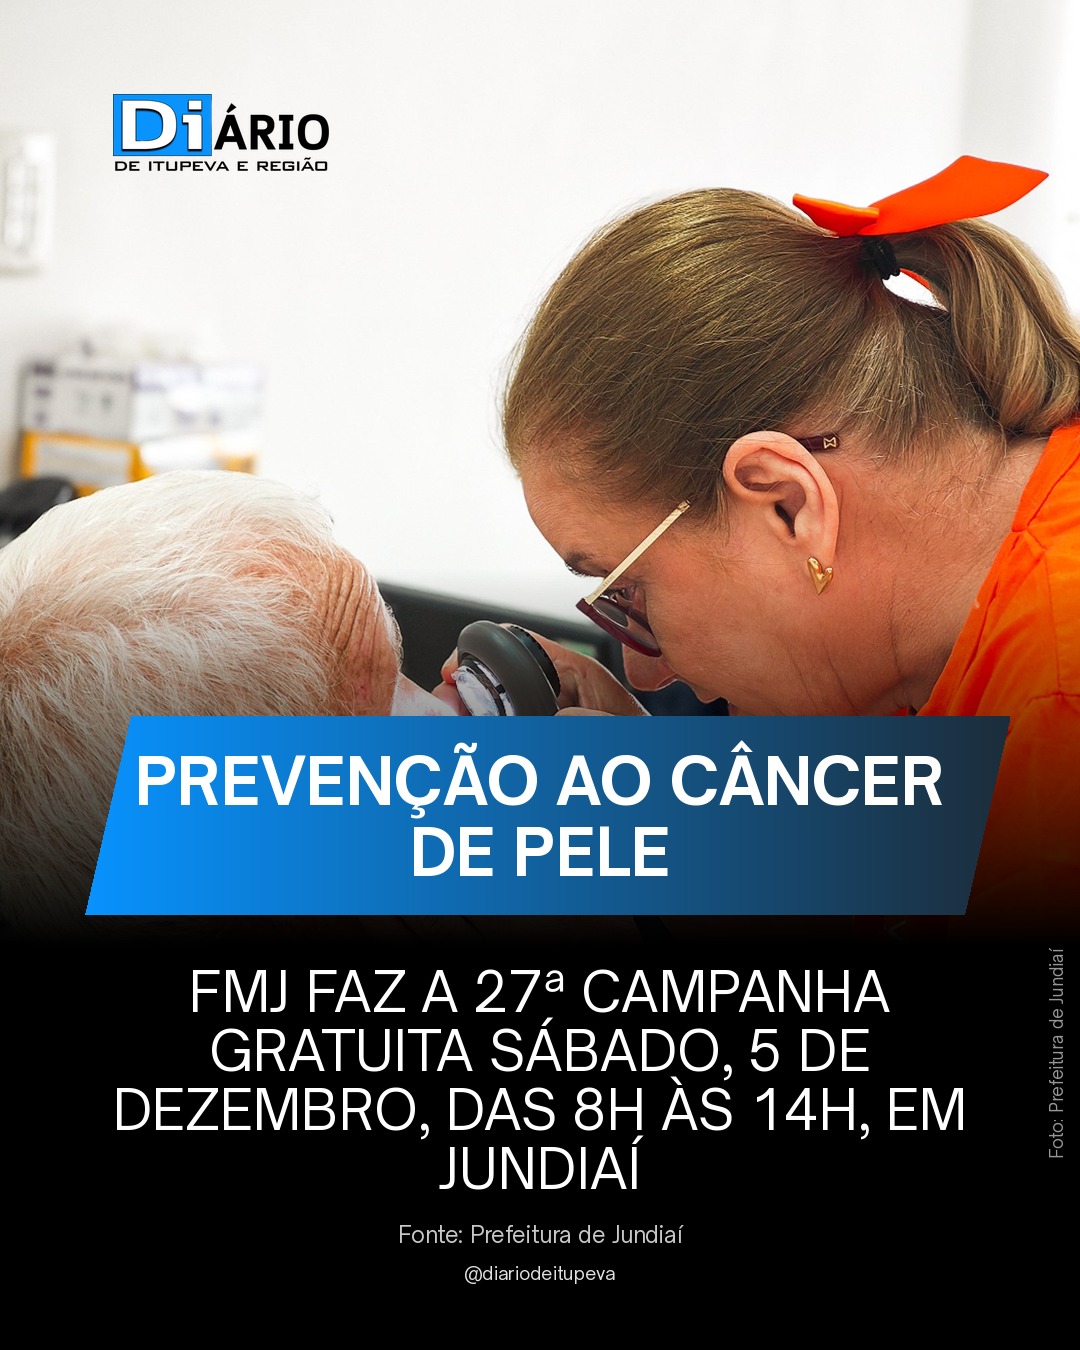 DiÁRIO
DE ITUPEVA E REGIÃO
PREVENÇÃO AO CÂNCER
DE PELE
FMJ FAZ A 27ª CAMPANHA
GRATUITA SÁBADO, 5 DE
DEZEMBRO, DAS 8H ÀS 14H, EM
JUNDIAÍ
Foto: Prefeitura de Jundiaí
Fonte: Prefeitura de Jundiaí
@diariodeitupeva